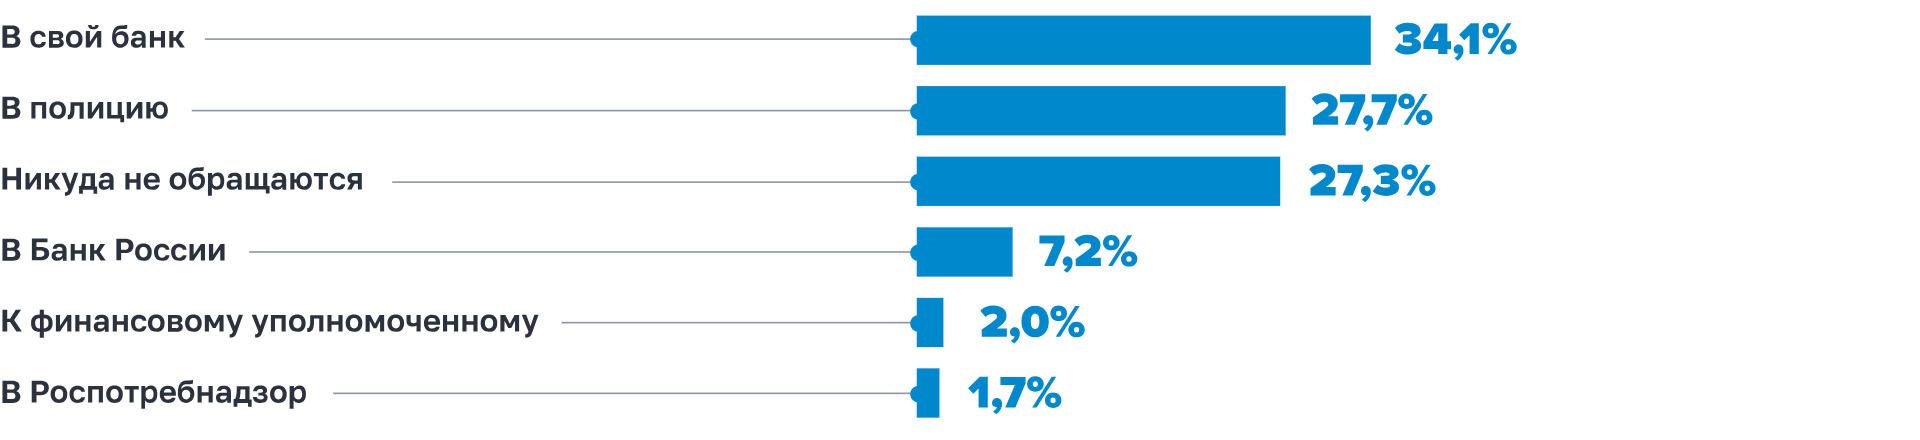 В свой банк 34,1%
В полицию 27,7%
Никуда не обращаются 27,3%
В Банк России 7,2%
К финансовому уполномоченному 2,0%
В Роспотребнадзор 1,7%